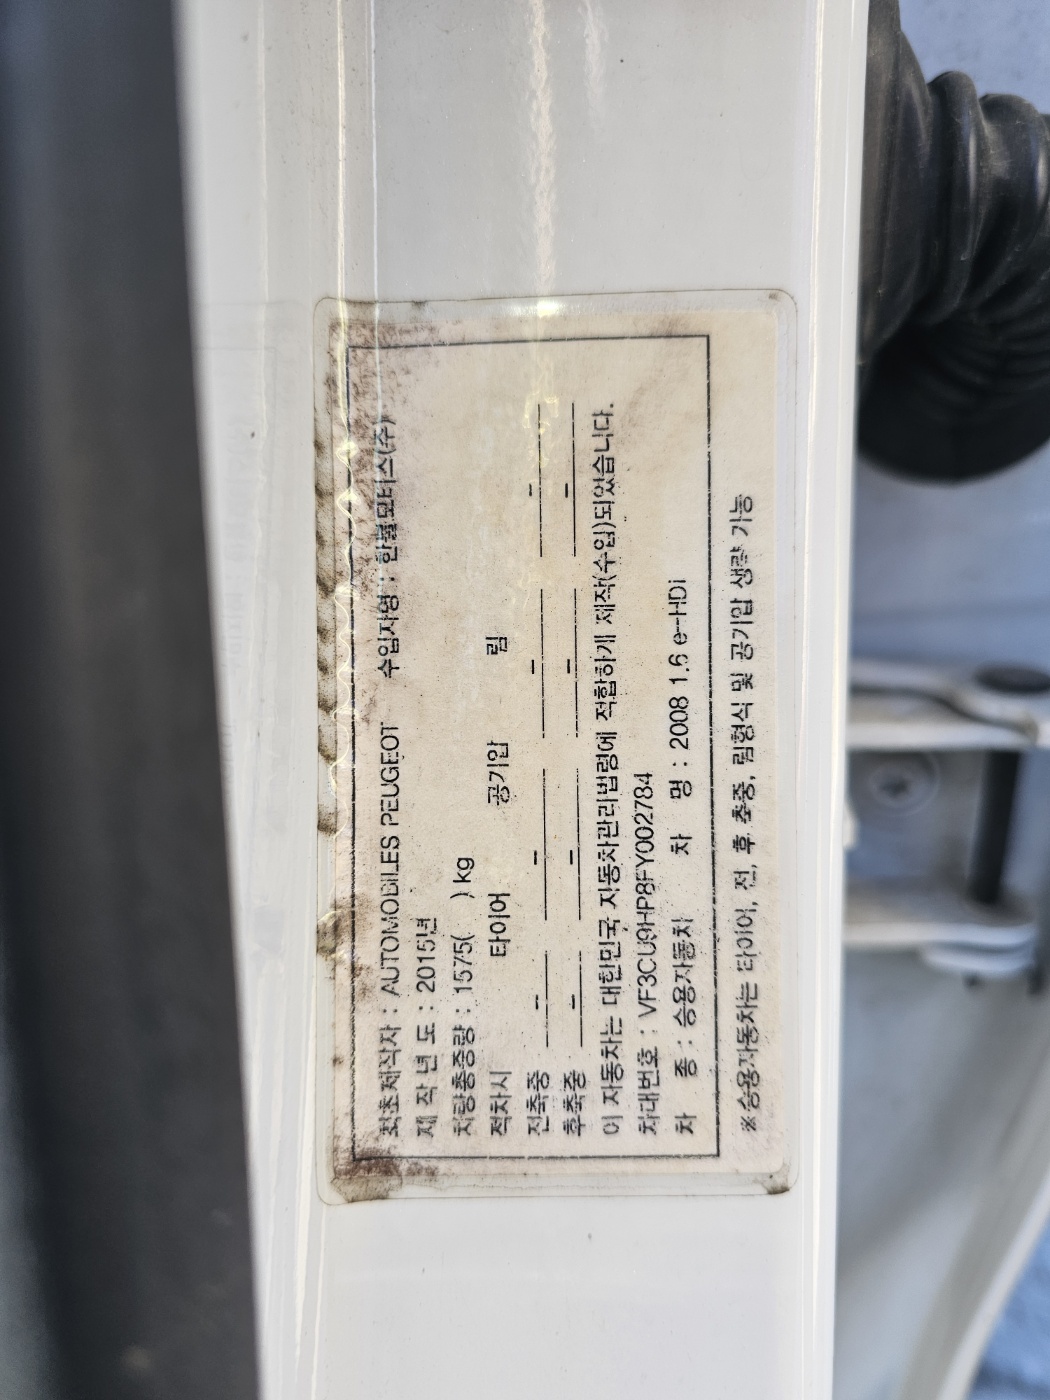 최초제작자 : AUTOMOBILES PEUGEOT 수입자명 : 한불모터스(주)
제 작 년 도 : 2015년
차량총중량 : 1575( ) kg
적차시 타이어 공기압 림
전축중 - - - -
후축중 - - - -
이 자동차는 대한민국 자동차관리법령에 적합하게 제작(수입)되었습니다.
차대번호 : VF3CU9HP8FY002784
차 종 : 승용자동차 차 명 : 2008 1.6 e-HDi
※승용자동차는 타이어, 전, 후 축중, 림형식 및 공기압 생략 가능